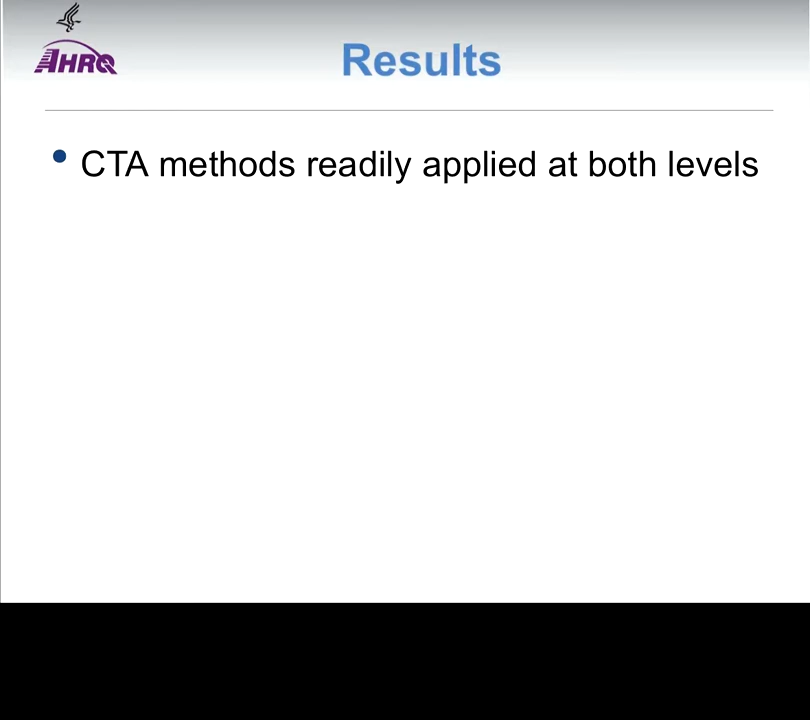 AHRQ
Results
• CTA methods readily applied at both levels